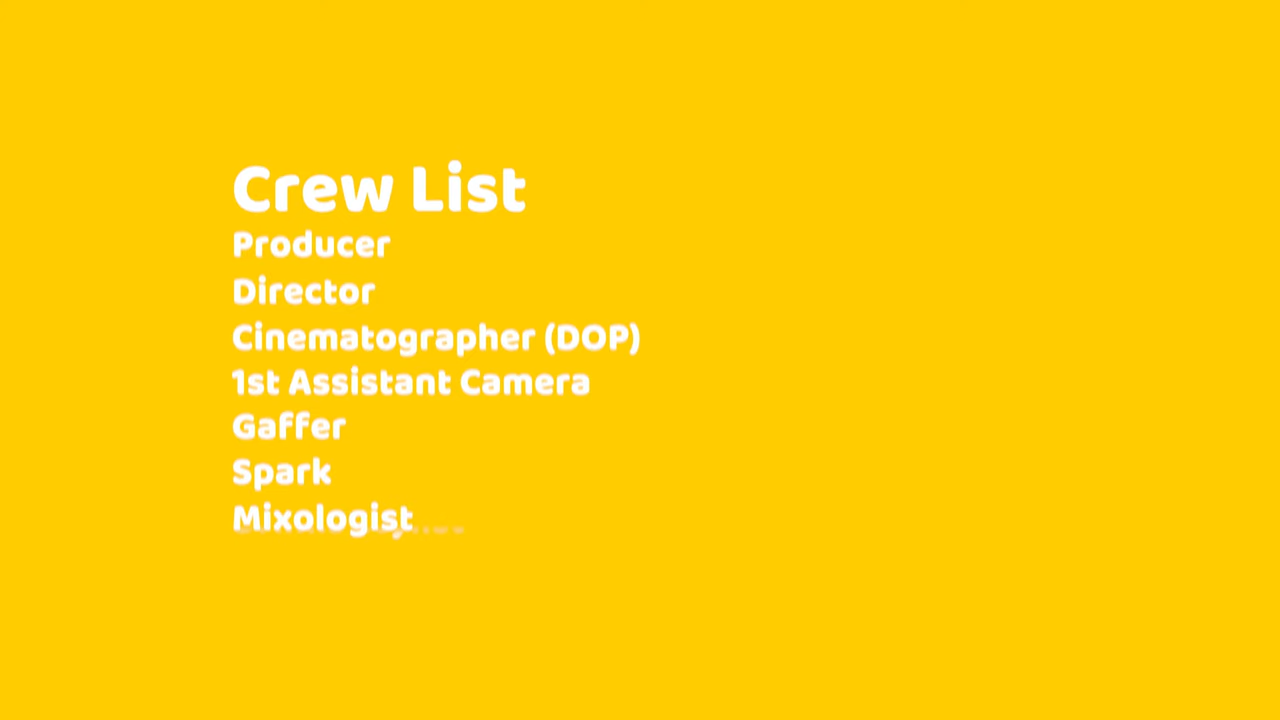 Crew List
Producer
Director
Cinematographer (DOP)
1st Assistant Camera
Gaffer
Spark
Mixologist